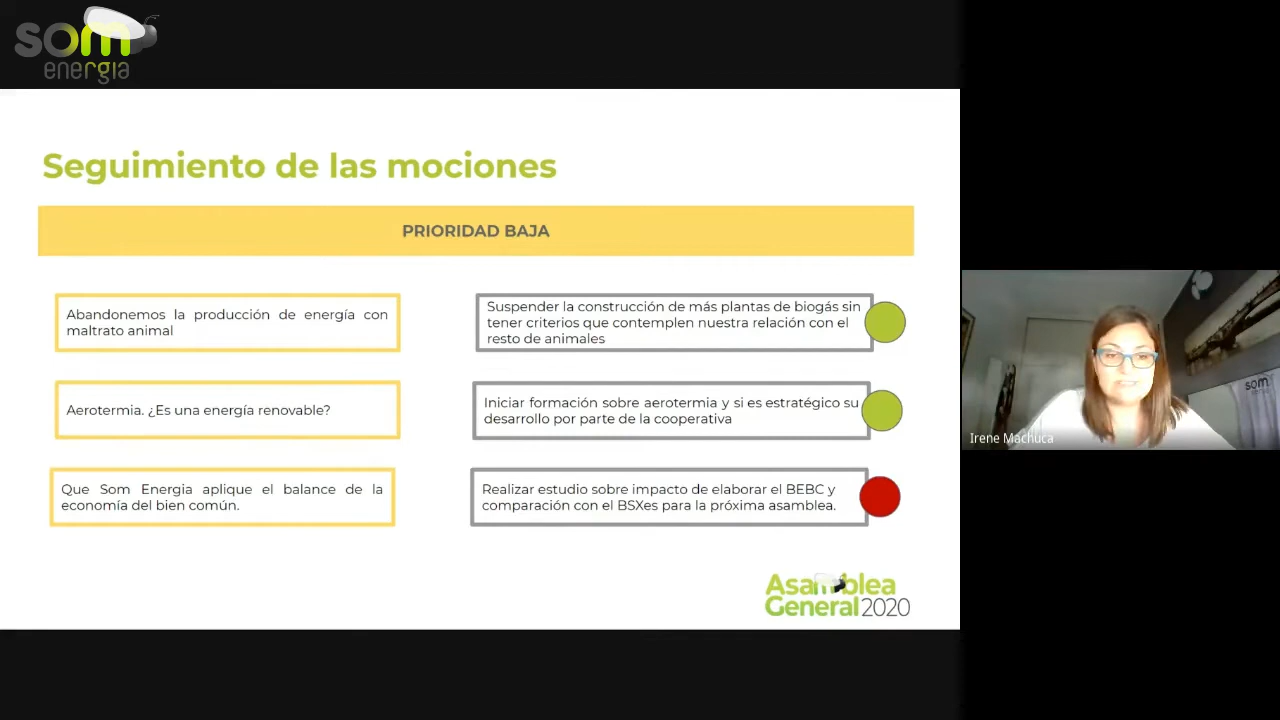 som
energia
Seguimiento de las mociones
PRIORIDAD BAJA
Abandonemos la producción de energía con
maltrato animal
Suspender la construcción de más plantas de biogás sin
tener criterios que contemplen nuestra relación con el
resto de animales
Aerotermia. ¿Es una energía renovable?
Iniciar formación sobre aerotermia y si es estratégico su
desarrollo por parte de la cooperativa
Que Som Energia aplique el balance de la
economía del bien común.
Realizar estudio sobre impacto de elaborar el BEBC y
comparación con el BSXes para la próxima asamblea.
Asamblea
General 2020
som
Irene Machuca